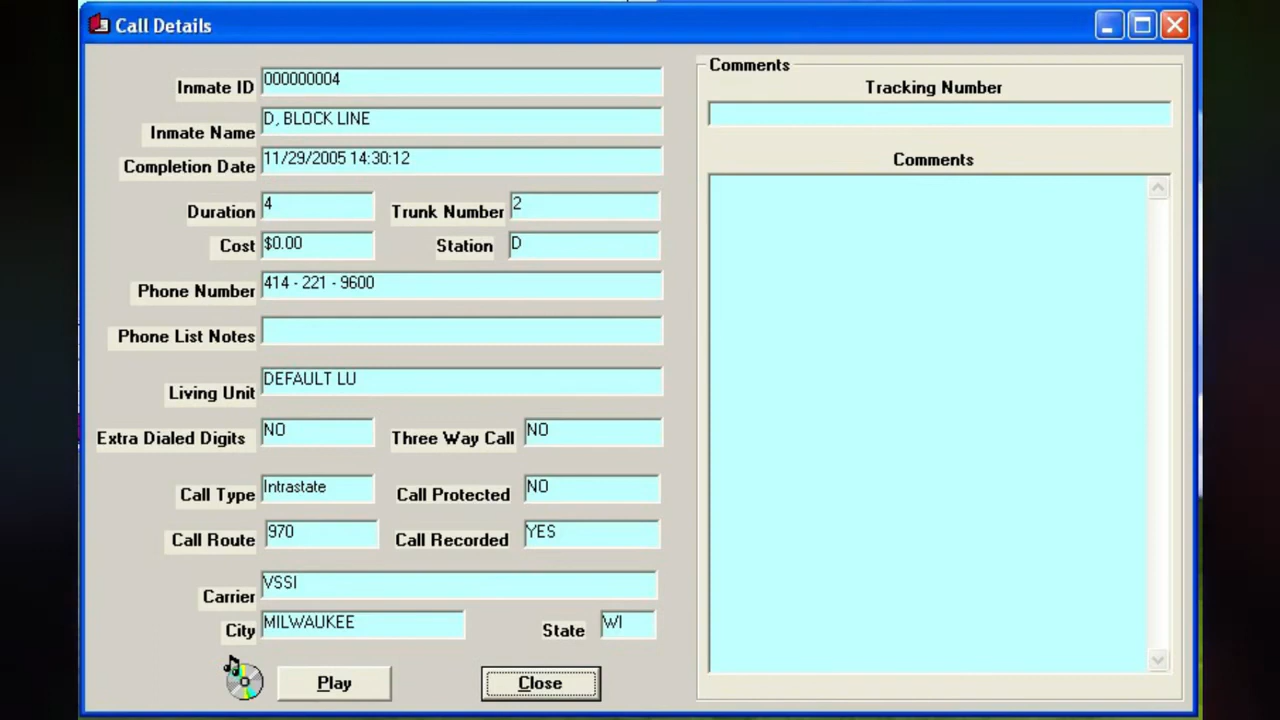 Call Details
Inmate ID 000000004
Inmate Name D, BLOCK LINE
Completion Date 11/29/2005 14:30:12
Duration 4 Trunk Number 2
Cost $0.00 Station D
Phone Number 414 - 221 - 9600
Phone List Notes
Living Unit DEFAULT LU
Extra Dialed Digits NO Three Way Call NO
Call Type Intrastate Call Protected NO
Call Route 970 Call Recorded YES
Carrier VSSI
City MILWAUKEE State WI
Play Close
Comments
Tracking Number
Comments